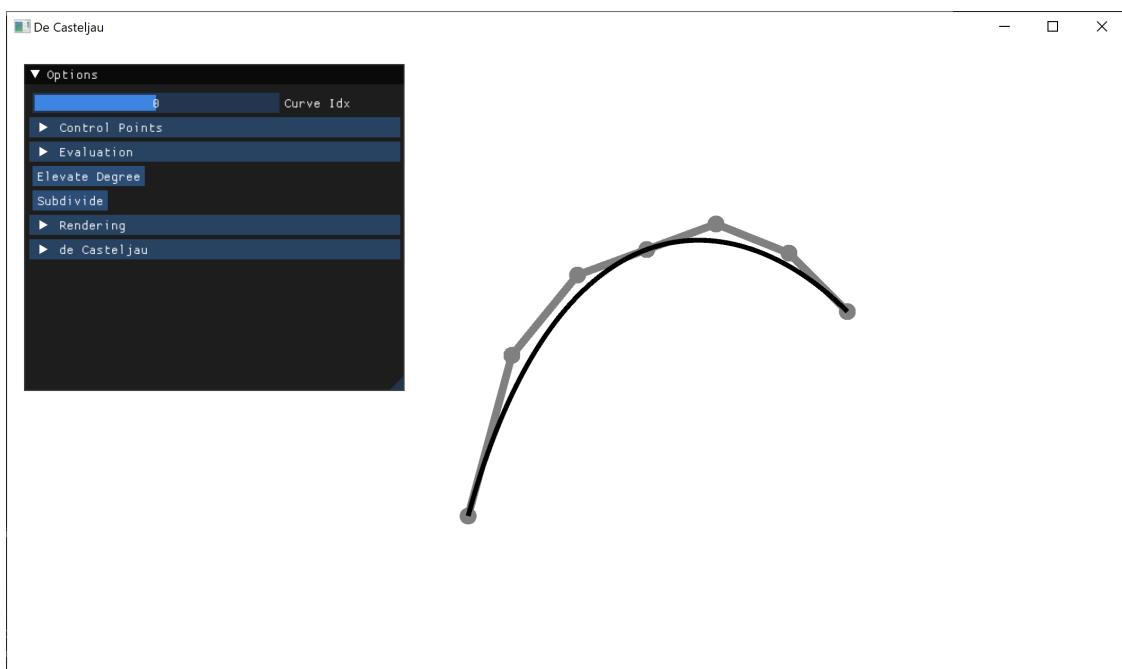 De Casteljau
Options
0 Curve Idx
Control Points
Evaluation
Elevate Degree
Subdivide
Rendering
de Casteljau